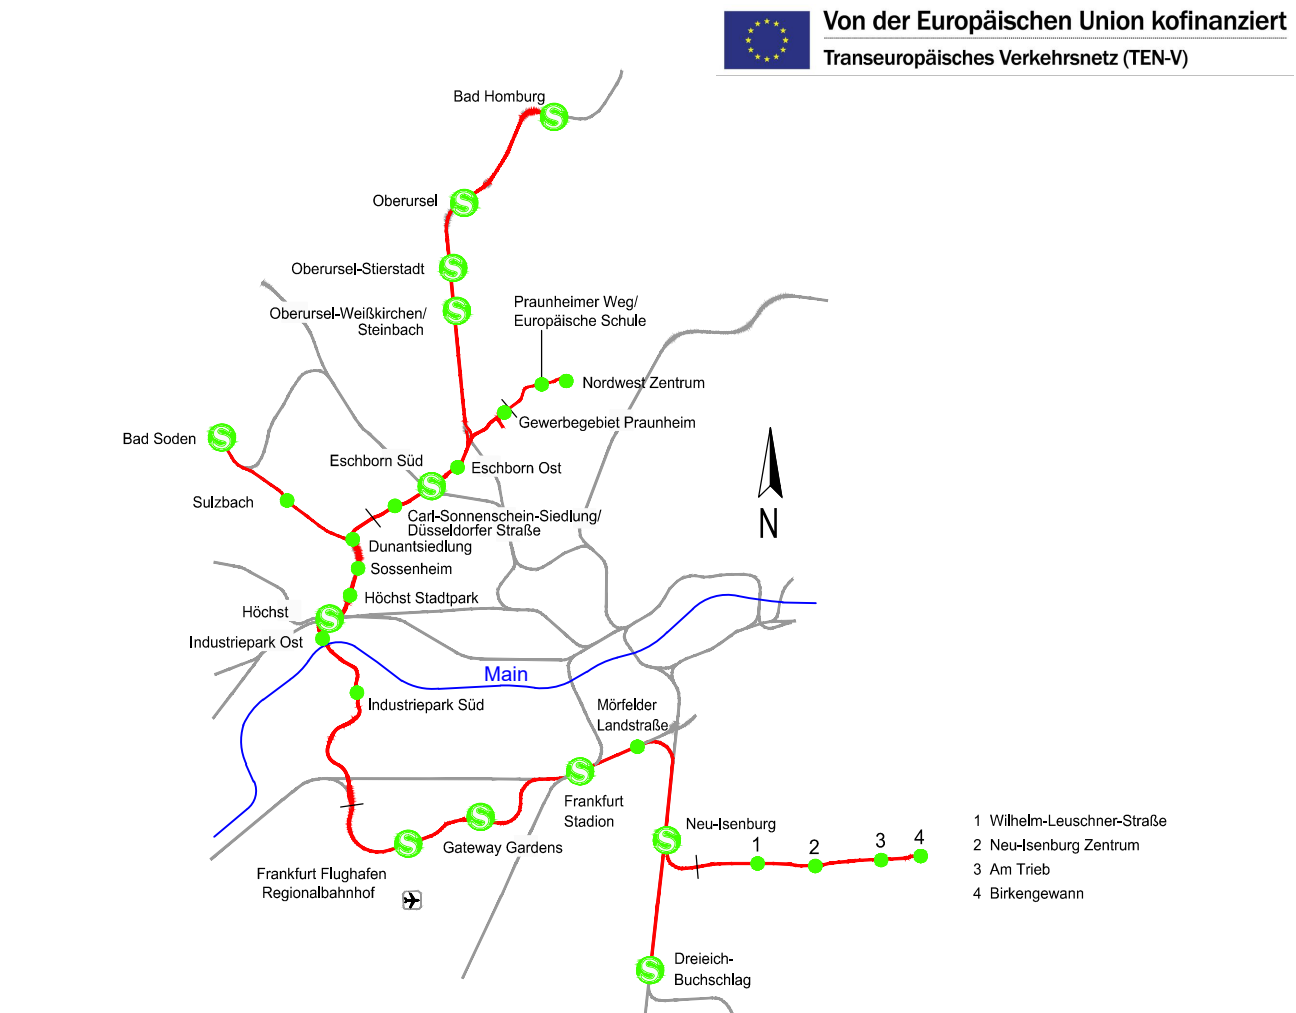 Von der Europäischen Union kofinanziert
Transeuropäisches Verkehrsnetz (TEN-V)
Bad Homburg
Oberursel
Oberursel-Stierstadt
Oberursel-Weißkirchen/
Steinbach
Praunheimer Weg/
Europäische Schule
Nordwest Zentrum
Gewerbegebiet Praunheim
Bad Soden
Eschborn Süd
Eschborn Ost
Sulzbach
Carl-Sonnenschein-Siedlung/
Düsseldorfer Straße
Dunantsiedlung
Sossenheim
Höchst Stadtpark
Höchst
Industriepark Ost
Main
Industriepark Süd
Mörfelder
Landstraße
Frankfurt
Stadion
Gateway Gardens
Frankfurt Flughafen
Regionalbahnhof
Neu-Isenburg
1 2 3 4
1 Wilhelm-Leuschner-Straße
2 Neu-Isenburg Zentrum
3 Am Trieb
4 Birkengewann
Dreieich-
Buchschlag
N
S
S
S
S
S
S
S
S
S
S
S
S